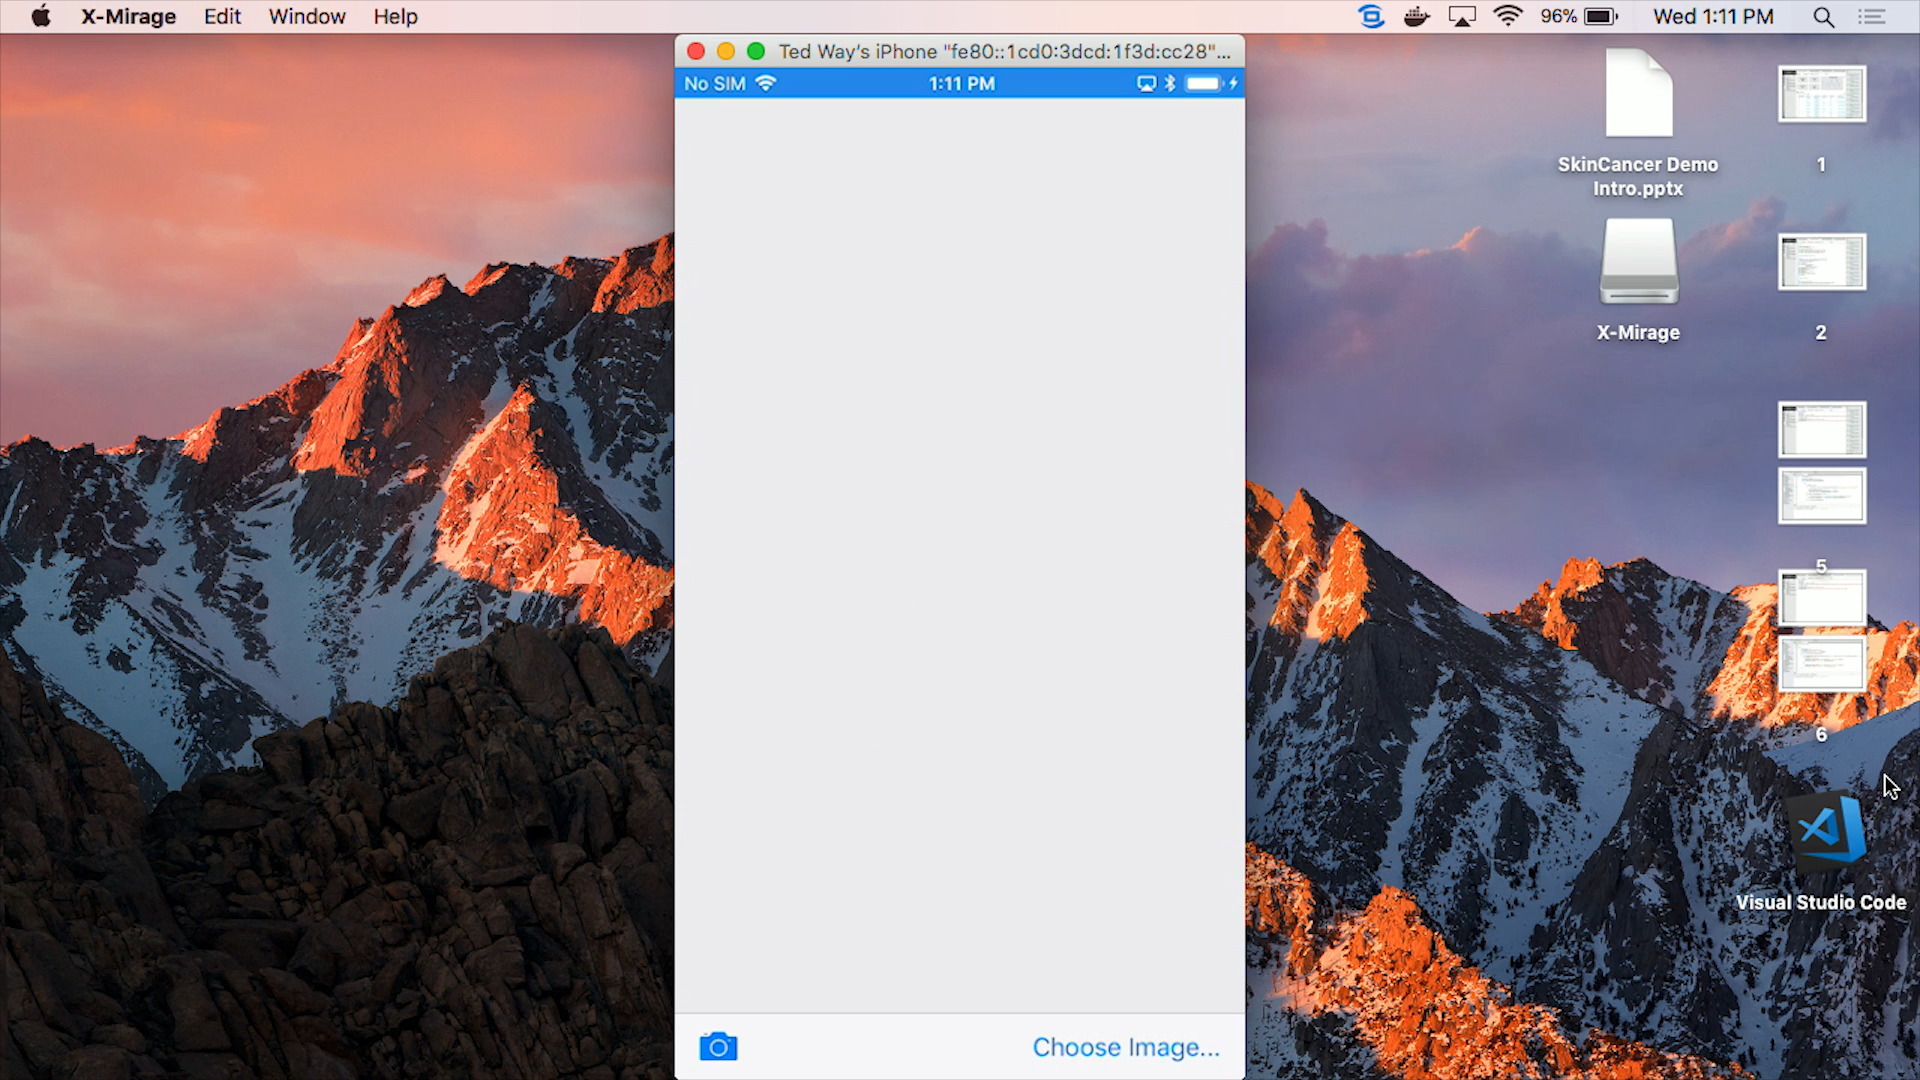 X-Mirage Edit Window Help
96% Wed 1:11 PM
Ted Way's iPhone "fe80::1cd0:3dcd:1f3d:cc28"...
No SIM 1:11 PM
SkinCancer Demo
Intro.pptx
1
X-Mirage
2
5
6
Visual Studio Code
Choose Image...